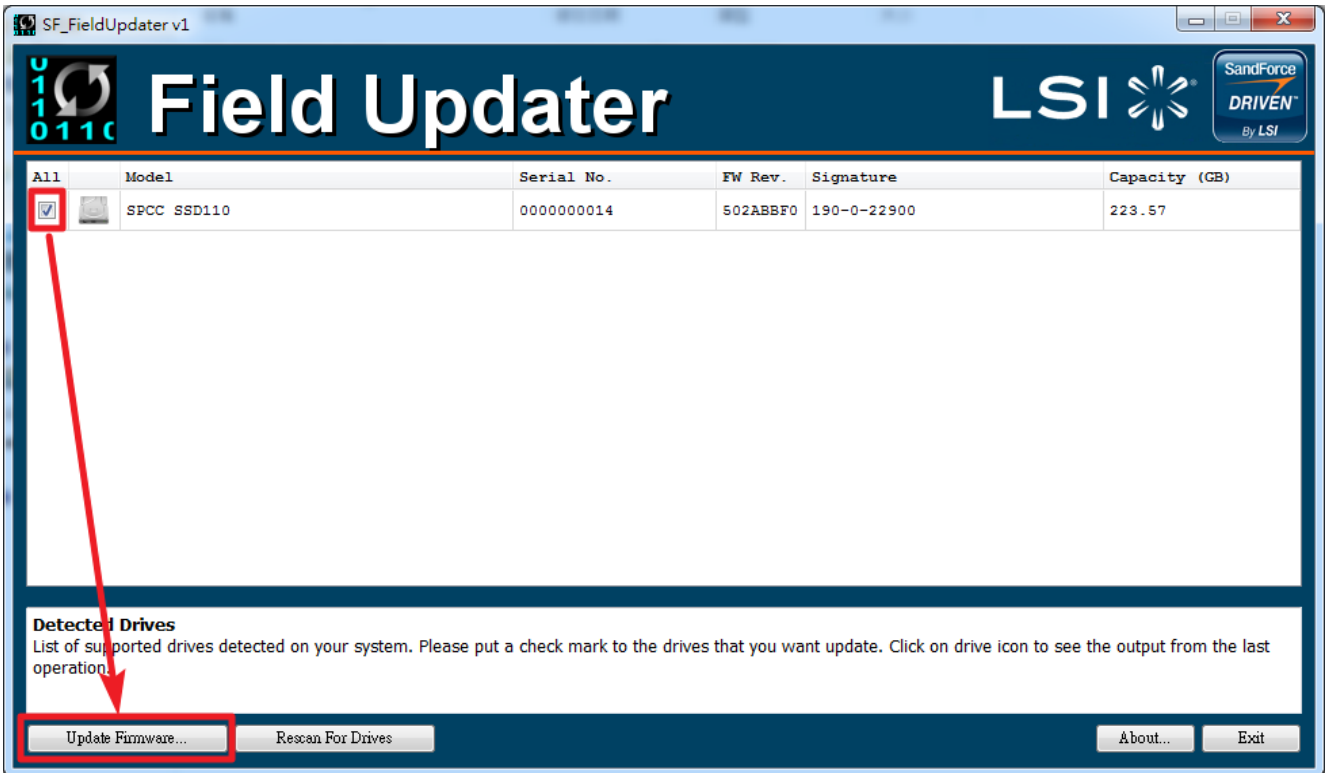 SF_FieldUpdater v1
Field Updater
LSI
SandForce
DRIVEN
By LSI
All Model Serial No. FW Rev. Signature Capacity (GB)
SPCC SSD110 0000000014 502ABBF0 190-0-22900 223.57
Detected Drives
List of supported drives detected on your system. Please put a check mark to the drives that you want update. Click on drive icon to see the output from the last
operation.
Update Firmware... Rescan For Drives About... Exit